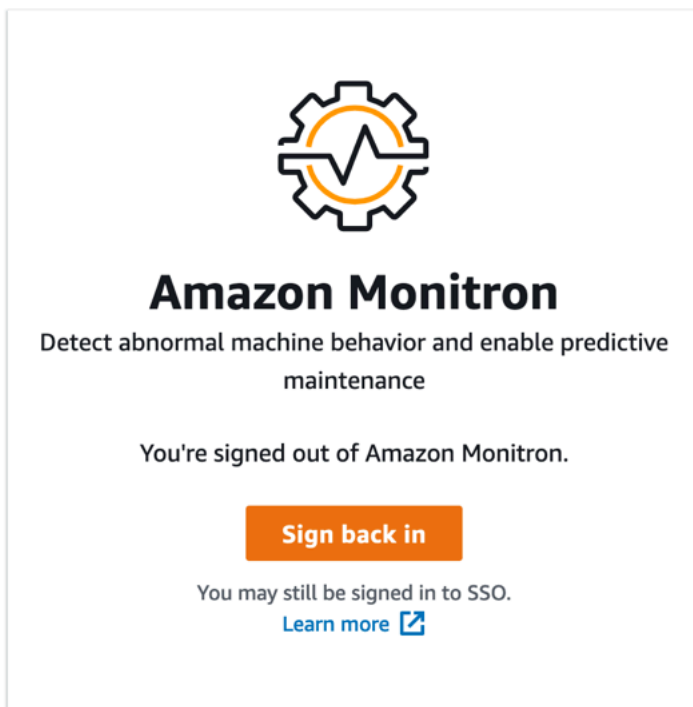 Amazon Monitron
Detect abnormal machine behavior and enable predictive
maintenance
You're signed out of Amazon Monitron.
Sign back in
You may still be signed in to SSO.
Learn more